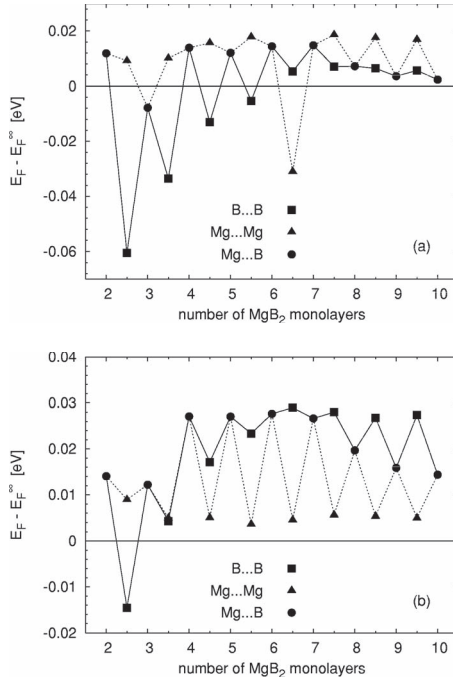 0.02
0
-0.02
-0.04
-0.06
E_F - E_F^∞ [eV]
B...B
Mg...Mg
Mg...B
(a)
2 3 4 5 6 7 8 9 10
number of MgB₂ monolayers
0.04
0.03
0.02
0.01
0
-0.01
-0.02
E_F - E_F^∞ [eV]
B...B
Mg...Mg
Mg...B
(b)
2 3 4 5 6 7 8 9 10
number of MgB₂ monolayers